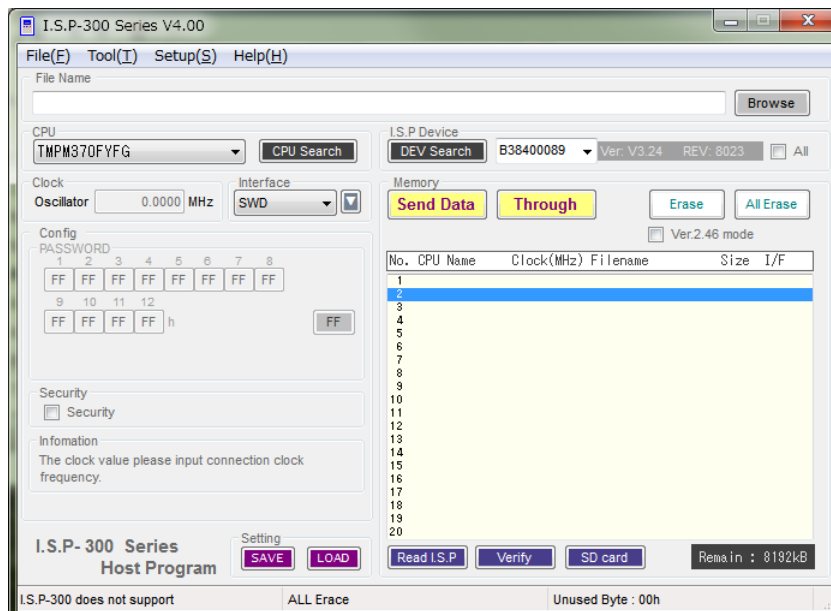 I.S.P-300 Series V4.00
File(F) Tool(T) Setup(S) Help(H)
File Name
Browse
CPU
TMPM370FYFG CPU Search
I.S.P Device
DEV Search B38400089 Ver: V3.24 REV: 8023 All
Clock
Oscillator 0.0000 MHz
Interface
SWD
Memory
Send Data Through Erase All Erase
Ver.2.46 mode
Config
PASSWORD
1 2 3 4 5 6 7 8
FF FF FF FF FF FF FF FF
9 10 11 12
FF FF FF FF h FF
No. CPU Name Clock(MHz) Filename Size I/F
1
2
3
4
5
6
7
8
9
10
11
12
13
14
15
16
17
18
19
20
Security
Security
Infomation
The clock value please input connection clock
frequency.
I.S.P- 300 Series
Host Program
Setting
SAVE LOAD
Read I.S.P Verify SD card Remain : 8192kB
I.S.P-300 does not support ALL Erace Unused Byte : 00h